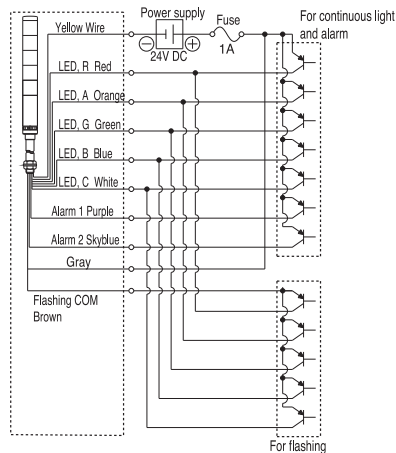 Power supply
Fuse
For continuous light
and alarm
Yellow Wire
24V DC
1A
LED, R Red
LED, A Orange
LED, G Green
LED, B Blue
LED, C White
Alarm 1 Purple
Alarm 2 Skyblue
Gray
Flashing COM
Brown
For flashing